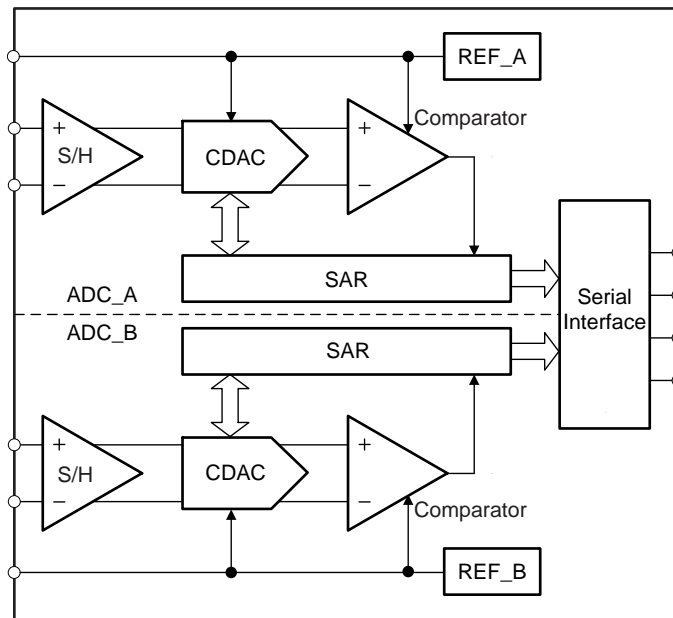 REF_A
+
+
Comparator
S/H
CDAC
−
−
SAR
ADC_A
Serial
Interface
ADC_B
SAR
+
+
S/H
CDAC
−
−
Comparator
REF_B